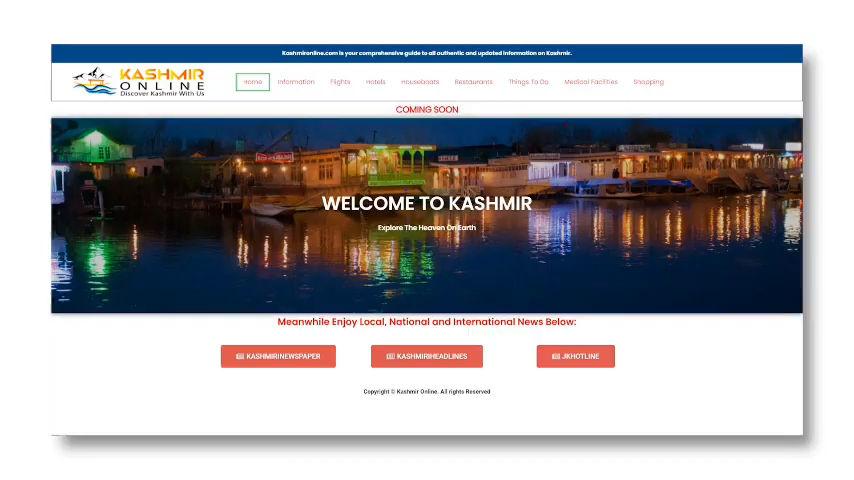 Kashmironline.com is your comprehensive guide to all authentic and updated information on Kashmir.
KASHMIR
ONLINE
Discover Kashmir With Us
Home Information Flights Hotels Houseboats Restaurants Things To Do Medical Facilities Shopping
COMING SOON
WELCOME TO KASHMIR
Explore The Heaven On Earth
Meanwhile Enjoy Local, National and International News Below:
KASHMIRINEWSPAPER KASHMIRIHEADLINES JKHOTLINE
Copyright © Kashmir Online. All rights Reserved